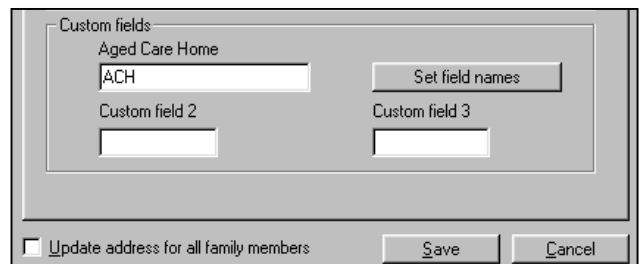 Custom fields
Aged Care Home
ACH
Set field names
Custom field 2
Custom field 3
Update address for all family members
Save
Cancel